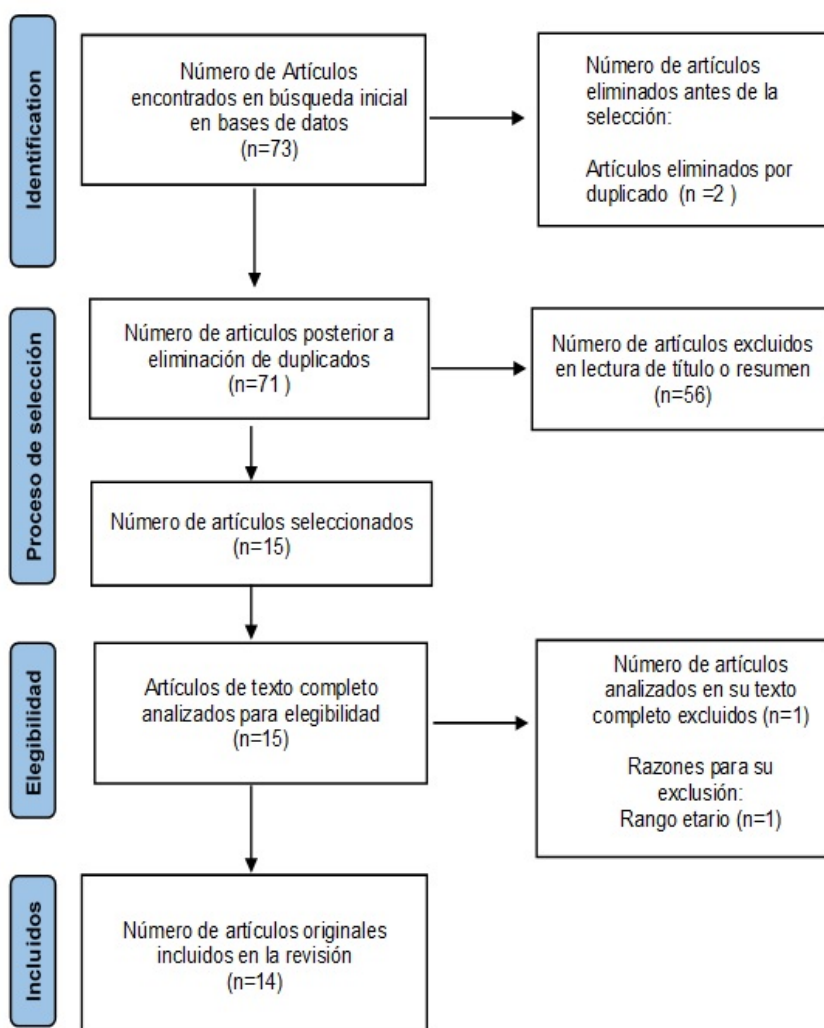 Identification
Número de Artículos
encontrados en búsqueda inicial
en bases de datos
(n=73)
Número de artículos
eliminados antes de la
selección:
Artículos eliminados por
duplicado (n =2 )
Proceso de selección
Número de articulos posterior a
eliminación de duplicados
(n=71 )
Número de artículos excluidos
en lectura de título o resumen
(n=56)
Número de artículos seleccionados
(n=15)
Elegibilidad
Artículos de texto completo
analizados para elegibilidad
(n=15)
Número de artículos
analizados en su texto
completo excluidos (n=1)
Razones para su
exclusión:
Rango etario (n=1)
Incluidos
Número de artículos originales
incluidos en la revisión
(n=14)